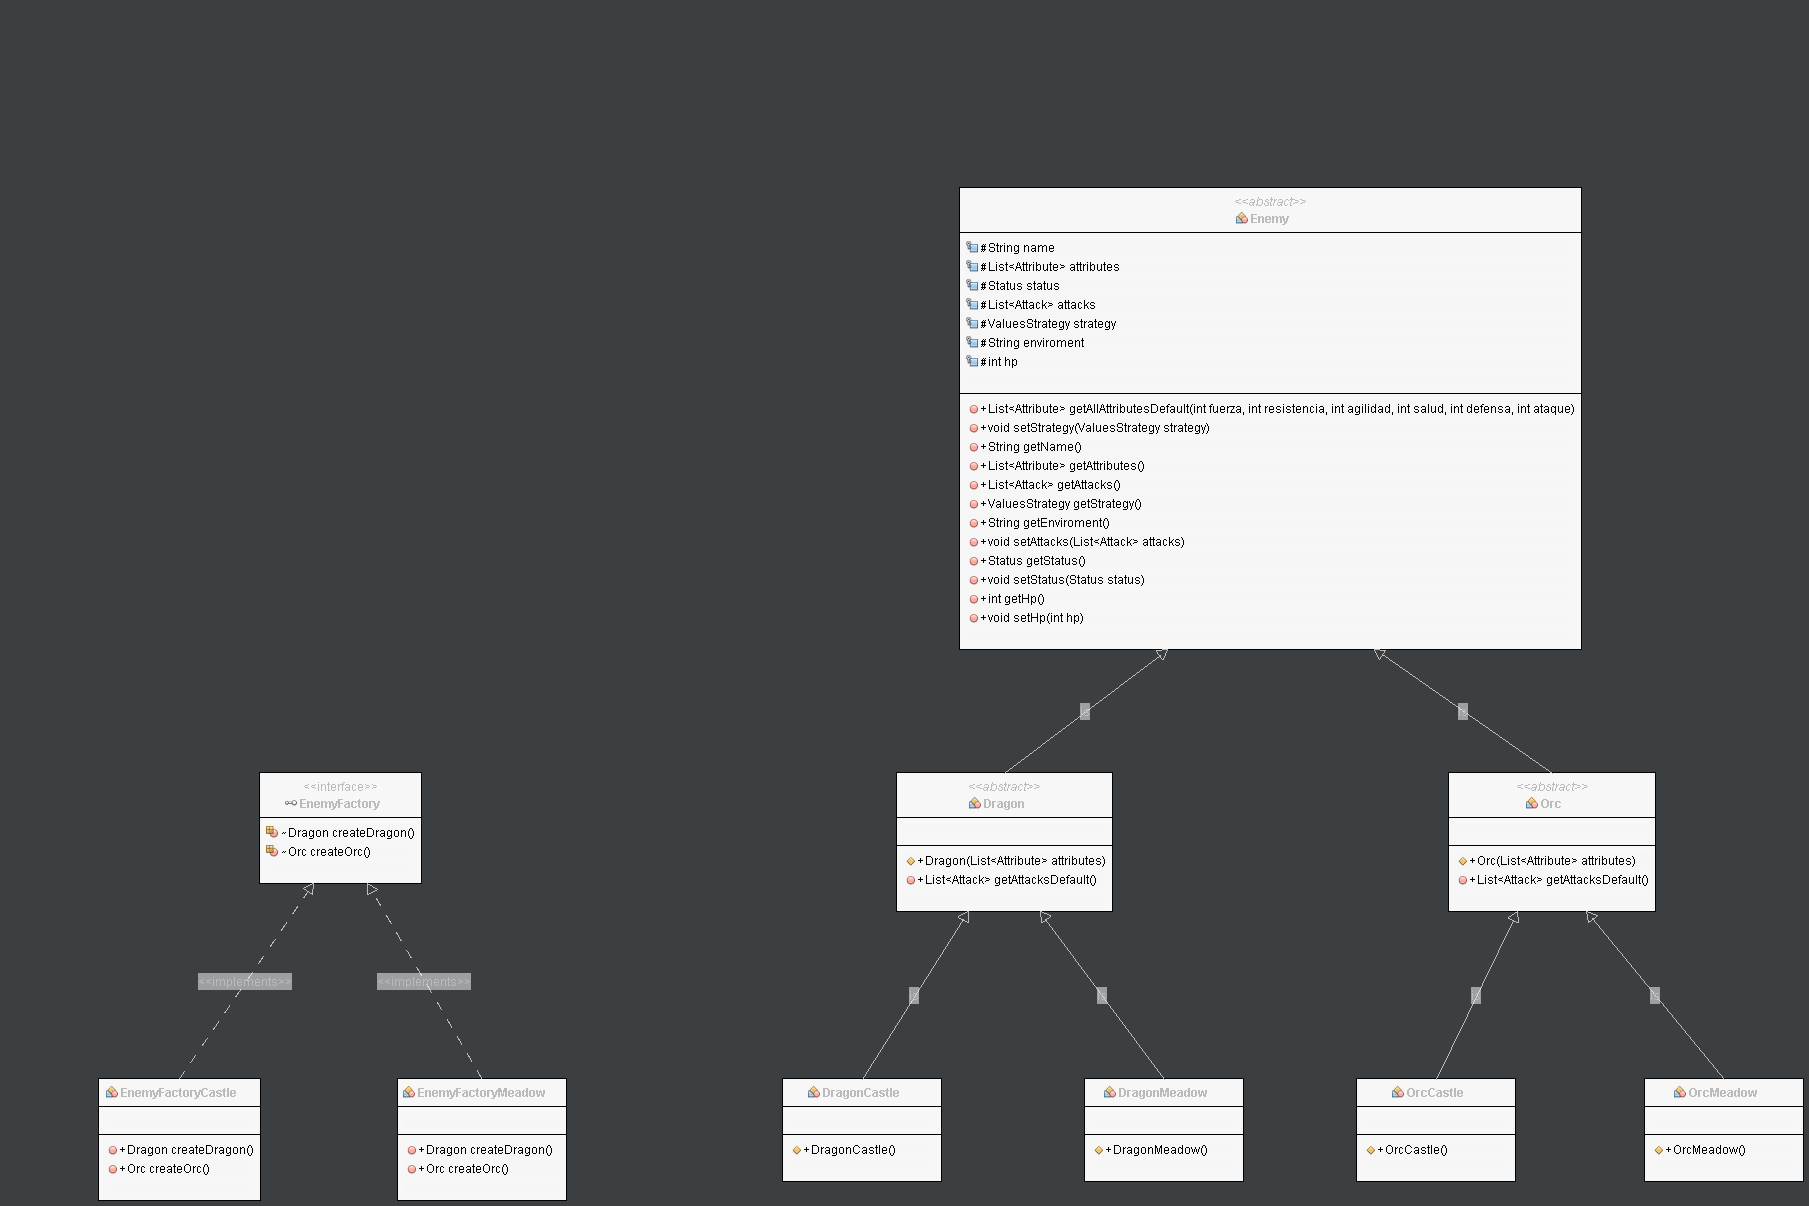 <<abstract>>
Enemy
#String name
#List<Attribute> attributes
#Status status
#List<Attack> attacks
#ValuesStrategy strategy
#String enviroment
#int hp
+List<Attribute> getAllAttributesDefault(int fuerza, int resistencia, int agilidad, int salud, int defensa, int ataque)
+void setStrategy(ValuesStrategy strategy)
+String getName()
+List<Attribute> getAttributes()
+List<Attack> getAttacks()
+ValuesStrategy getStrategy()
+String getEnviroment()
+void setAttacks(List<Attack> attacks)
+Status getStatus()
+void setStatus(Status status)
+int getHp()
+void setHp(int hp)
<<interface>>
EnemyFactory
~Dragon createDragon()
~Orc createOrc()
<<abstract>>
Dragon
+Dragon(List<Attribute> attributes)
+List<Attack> getAttacksDefault()
<<abstract>>
Orc
+Orc(List<Attribute> attributes)
+List<Attack> getAttacksDefault()
<<implements>>
<<implements>>
EnemyFactoryCastle
+Dragon createDragon()
+Orc createOrc()
EnemyFactoryMeadow
+Dragon createDragon()
+Orc createOrc()
DragonCastle
+DragonCastle()
DragonMeadow
+DragonMeadow()
OrcCastle
+OrcCastle()
OrcMeadow
+OrcMeadow()